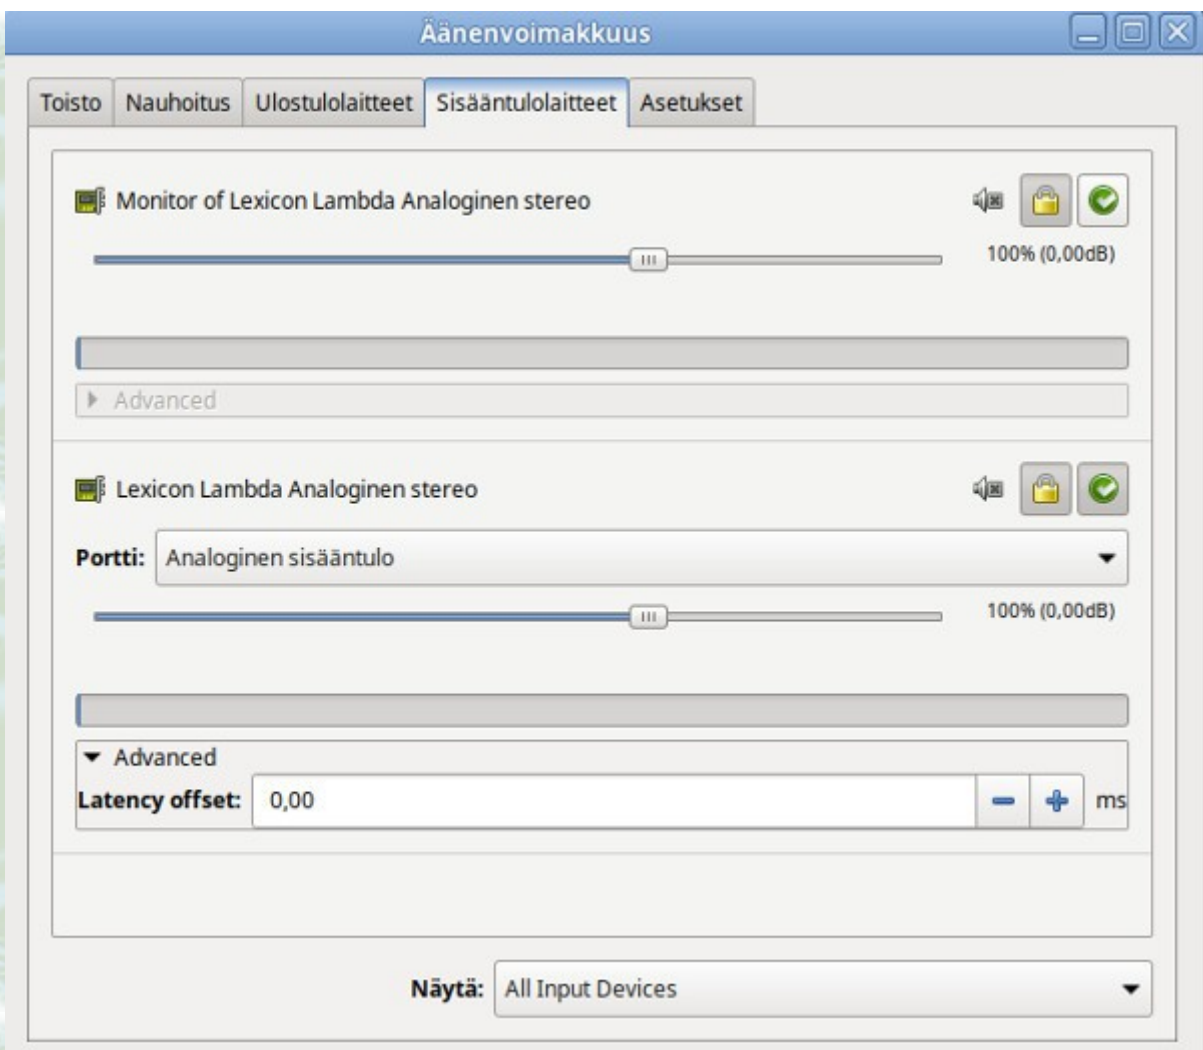 Äänenvoimakkuus
Toisto Nauhoitus Ulostulolaitteet Sisääntulolaitteet Asetukset
Monitor of Lexicon Lambda Analoginen stereo
100% (0,00dB)
Advanced
Lexicon Lambda Analoginen stereo
Portti: Analoginen sisääntulo
100% (0,00dB)
Advanced
Latency offset: 0,00 ms
Näytä: All Input Devices